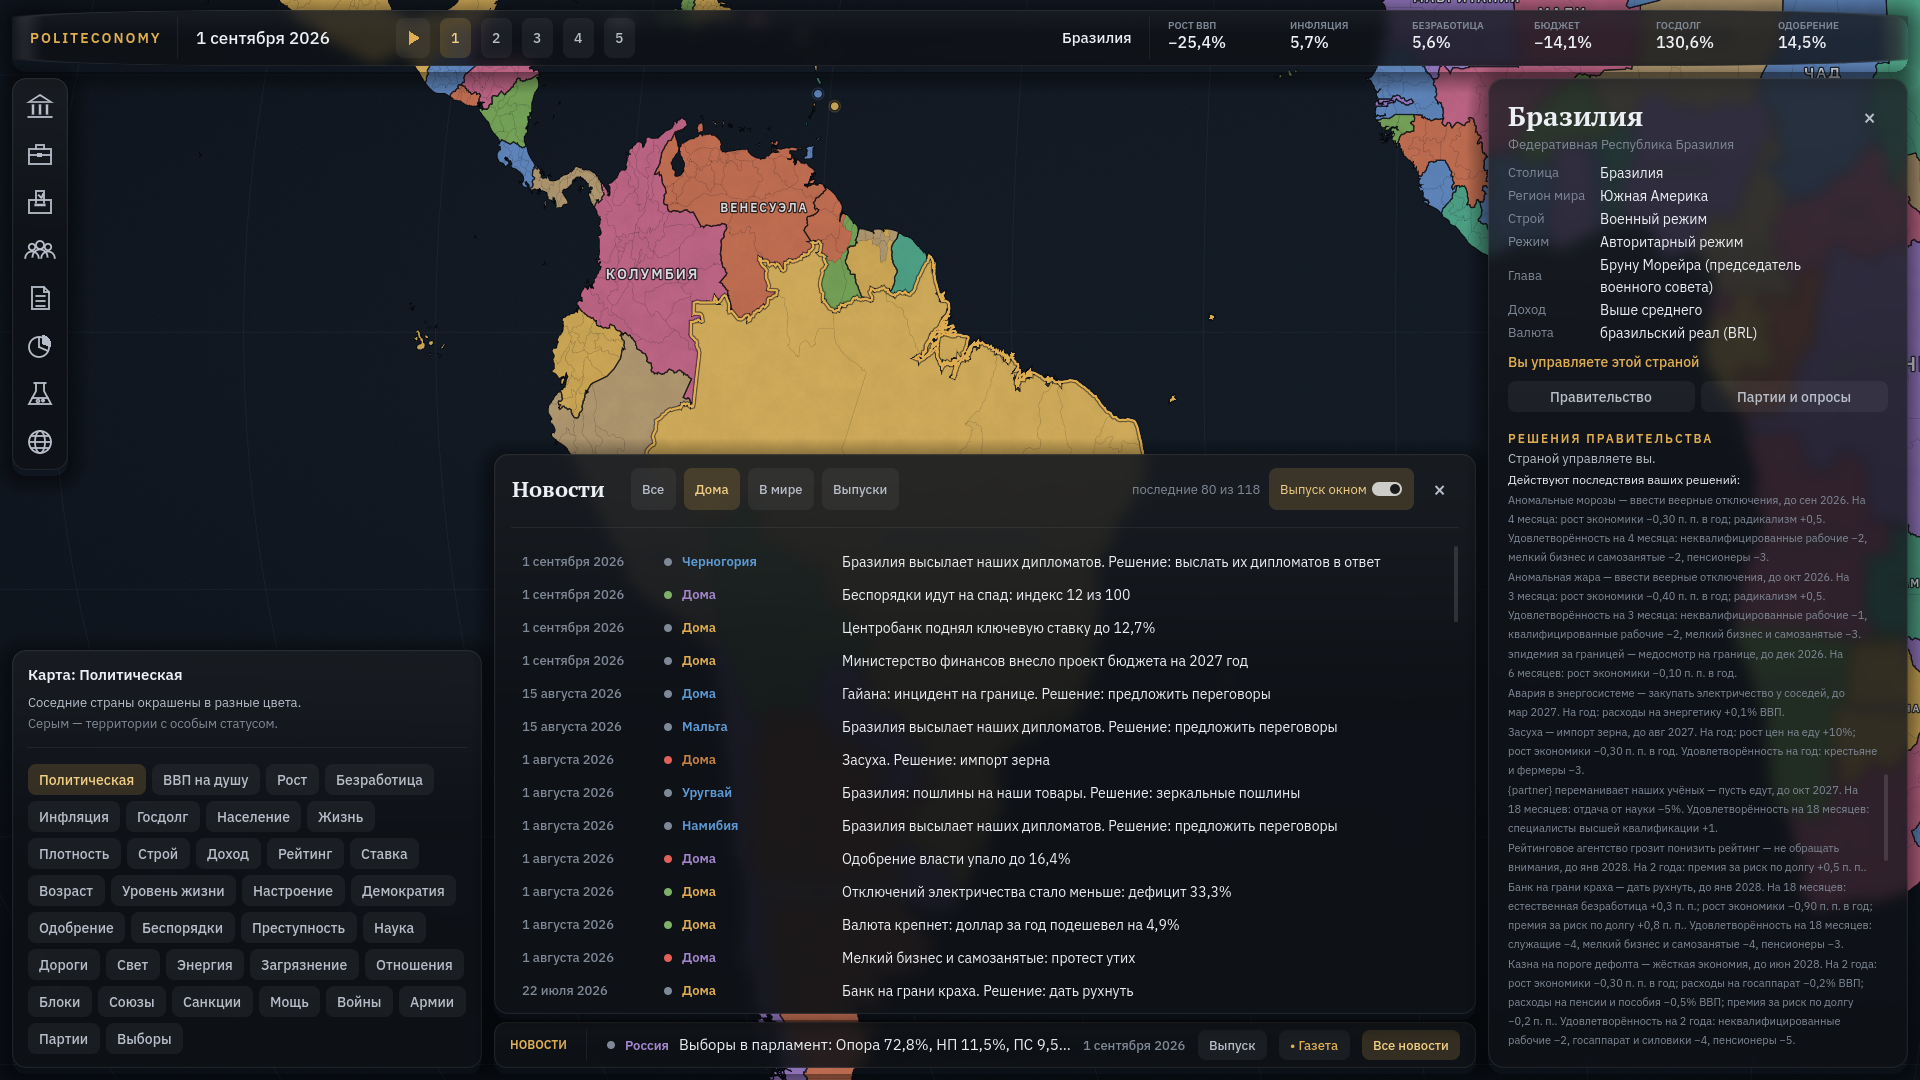 POLITECONOMY
1 сентября 2026
1
2
3
4
5
Бразилия
РОСТ ВВП
−25,4%
ИНФЛЯЦИЯ
5,7%
БЕЗРАБОТИЦА
5,6%
БЮДЖЕТ
−14,1%
ГОСДОЛГ
130,6%
ОДОБРЕНИЕ
14,5%
ЧАД
ВЕНЕСУЭЛА
КОЛУМБИЯ
Бразилия
Федеративная Республика Бразилия
Столица Бразилия
Регион мира Южная Америка
Строй Военный режим
Режим Авторитарный режим
Глава Бруну Морейра (председатель
военного совета)
Доход Выше среднего
Валюта бразильский реал (BRL)
Вы управляете этой страной
Правительство
Партии и опросы
РЕШЕНИЯ ПРАВИТЕЛЬСТВА
Страной управляете вы.
Действуют последствия ваших решений:
Аномальные морозы — ввести веерные отключения, до сен 2026. На
4 месяца: рост экономики −0,30 п. п. в год; радикализм +0,5.
Удовлетворённость на 4 месяца: неквалифицированные рабочие −2,
мелкий бизнес и самозанятые −2, пенсионеры −3.
Аномальная жара — ввести веерные отключения, до окт 2026. На
3 месяца: рост экономики −0,40 п. п. в год; радикализм +0,5.
Удовлетворённость на 3 месяца: неквалифицированные рабочие −1,
квалифицированные рабочие −2, мелкий бизнес и самозанятые −3.
эпидемия за границей — медосмотр на границе, до дек 2026. На
6 месяцев: рост экономики −0,10 п. п. в год.
Авария в энергосистеме — закупать электричество у соседей, до
мар 2027. На год: расходы на энергетику +0,1% ВВП.
Засуха — импорт зерна, до авг 2027. На год: рост цен на еду +10%;
рост экономики −0,30 п. п. в год. Удовлетворённость на год: крестьяне
и фермеры −3.
{partner} переманивает наших учёных — пусть едут, до окт 2027. На
18 месяцев: отдача от науки −5%. Удовлетворённость на 18 месяцев:
специалисты высшей квалификации +1.
Рейтинговое агентство грозит понизить рейтинг — не обращать
внимания, до янв 2028. На 2 года: премия за риск по долгу +0,5 п. п..
Банк на грани краха — дать рухнуть, до янв 2028. На 18 месяцев:
естественная безработица +0,3 п. п.; рост экономики −0,90 п. п. в год;
премия за риск по долгу +0,8 п. п.. Удовлетворённость на 18 месяцев:
служащие −4, мелкий бизнес и самозанятые −4, пенсионеры −3.
Казна на пороге дефолта — жёсткая экономия, до июн 2028. На 2 года:
рост экономики −0,30 п. п. в год; расходы на госаппарат −0,2% ВВП;
расходы на пенсии и пособия −0,5% ВВП; премия за риск по долгу
−0,2 п. п.. Удовлетворённость на 2 года: неквалифицированные
рабочие −2, госаппарат и силовики −4, пенсионеры −5.
Новости
Все
Дома
В мире
Выпуски
последние 80 из 118
Выпуск окном
1 сентября 2026 Черногория Бразилия высылает наших дипломатов. Решение: выслать их дипломатов в ответ
1 сентября 2026 Дома Беспорядки идут на спад: индекс 12 из 100
1 сентября 2026 Дома Центробанк поднял ключевую ставку до 12,7%
1 сентября 2026 Дома Министерство финансов внесло проект бюджета на 2027 год
15 августа 2026 Дома Гайана: инцидент на границе. Решение: предложить переговоры
15 августа 2026 Мальта Бразилия высылает наших дипломатов. Решение: предложить переговоры
1 августа 2026 Дома Засуха. Решение: импорт зерна
1 августа 2026 Уругвай Бразилия: пошлины на наши товары. Решение: зеркальные пошлины
1 августа 2026 Намибия Бразилия высылает наших дипломатов. Решение: предложить переговоры
1 августа 2026 Дома Одобрение власти упало до 16,4%
1 августа 2026 Дома Отключений электричества стало меньше: дефицит 33,3%
1 августа 2026 Дома Валюта крепнет: доллар за год подешевел на 4,9%
1 августа 2026 Дома Мелкий бизнес и самозанятые: протест утих
22 июля 2026 Дома Банк на грани краха. Решение: дать рухнуть
НОВОСТИ
Россия Выборы в парламент: Опора 72,8%, НП 11,5%, ПС 9,5... 1 сентября 2026
Выпуск
• Газета
Все новости
Карта: Политическая
Соседние страны окрашены в разные цвета.
Серым — территории с особым статусом.
Политическая ВВП на душу Рост Безработица
Инфляция Госдолг Население Жизнь
Плотность Строй Доход Рейтинг Ставка
Возраст Уровень жизни Настроение Демократия
Одобрение Беспорядки Преступность Наука
Дороги Свет Энергия Загрязнение Отношения
Блоки Союзы Санкции Мощь Войны Армии
Партии Выборы